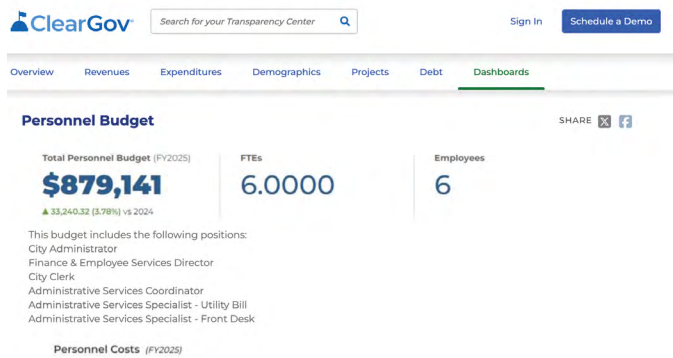 ClearGov
Search for your Transparency Center
Sign In
Schedule a Demo
Overview Revenues Expenditures Demographics Projects Debt Dashboards
Personnel Budget
SHARE
Total Personnel Budget (FY2025)
$879,141
▲ 33,240.32 (3.78%) vs 2024
FTEs
6.0000
Employees
6
This budget includes the following positions:
City Administrator
Finance & Employee Services Director
City Clerk
Administrative Services Coordinator
Administrative Services Specialist - Utility Bill
Administrative Services Specialist - Front Desk
Personnel Costs (FY2025)